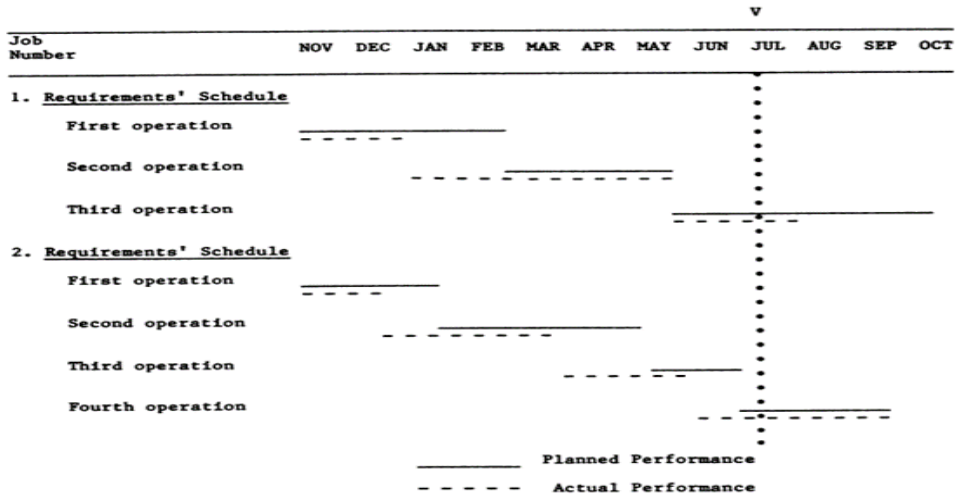 V
Job
Number
NOV DEC JAN FEB MAR APR MAY JUN JUL AUG SEP OCT
1. Requirements' Schedule
First operation
Second operation
Third operation
2. Requirements' Schedule
First operation
Second operation
Third operation
Fourth operation
Planned Performance
Actual Performance